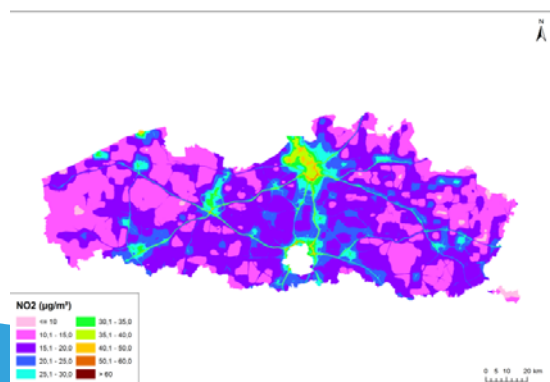 N
NO2 (µg/m³)
<= 10
10,1 - 15,0
15,1 - 20,0
20,1 - 25,0
25,1 - 30,0
30,1 - 35,0
35,1 - 40,0
40,1 - 50,0
50,1 - 60,0
> 60
0 5 10 20 km